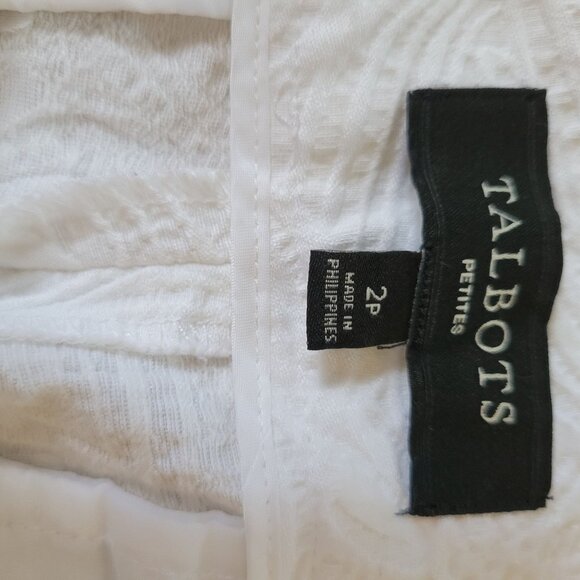 TALBOTS
PETITES
2P
MADE IN
PHILIPPINES